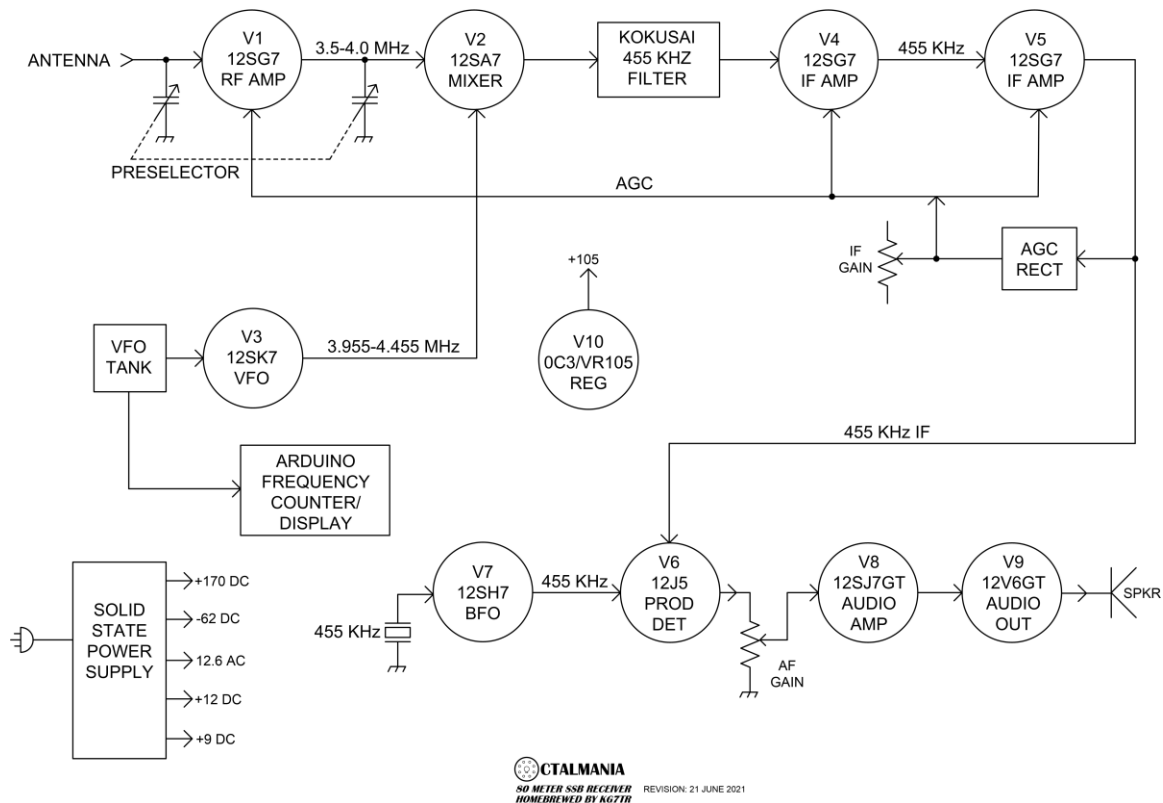 ANTENNA
V1
12SG7
RF AMP
3.5-4.0 MHz
V2
12SA7
MIXER
KOKUSAI
455 KHZ
FILTER
V4
12SG7
IF AMP
455 KHz
V5
12SG7
IF AMP
PRESELECTOR
AGC
IF
GAIN
AGC
RECT
+105
V10
0C3/VR105
REG
VFO
TANK
V3
12SK7
VFO
3.955-4.455 MHz
455 KHz IF
ARDUINO
FREQUENCY
COUNTER/
DISPLAY
SOLID
STATE
POWER
SUPPLY
+170 DC
-62 DC
12.6 AC
+12 DC
+9 DC
455 KHz
V7
12SH7
BFO
455 KHz
V6
12J5
PROD
DET
AF
GAIN
V8
12SJ7GT
AUDIO
AMP
V9
12V6GT
AUDIO
OUT
SPKR
OCTALMANIA
80 METER SSB RECEIVER
HOMEBREWED BY KG7TR
REVISION: 21 JUNE 2021